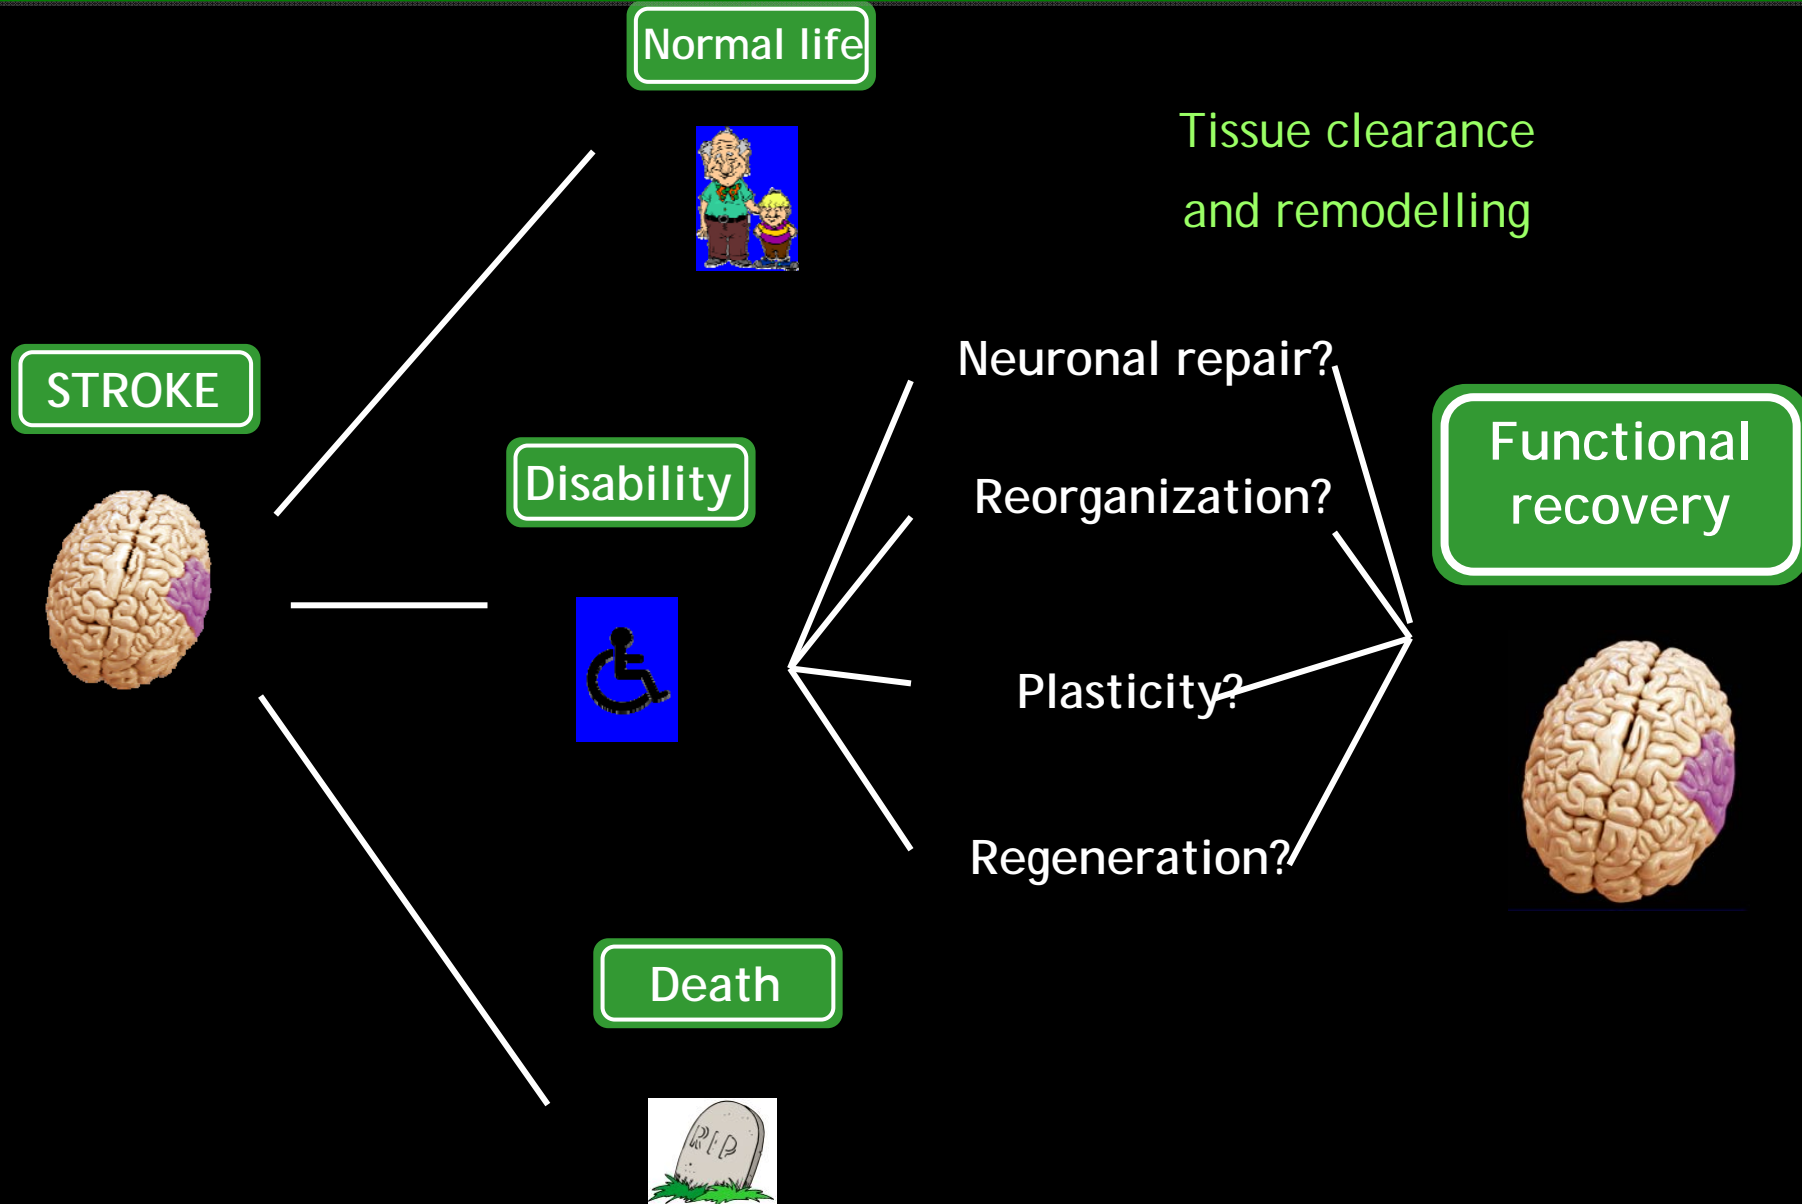 Normal life
Tissue clearance
and remodelling
STROKE
Neuronal repair?
Functional
recovery
Disability
Reorganization?
Plasticity?
Regeneration?
Death
RIP